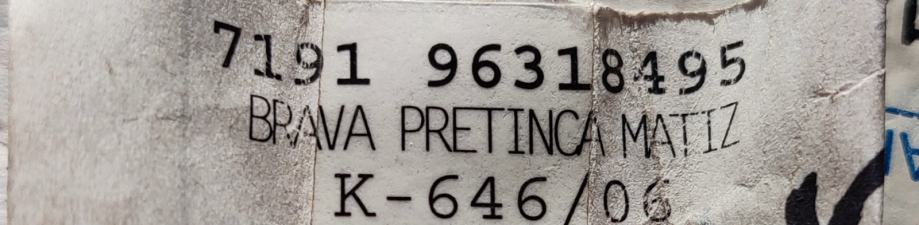 7191 96318495
BRAVA PRETINCA MATIZ
K-646/06